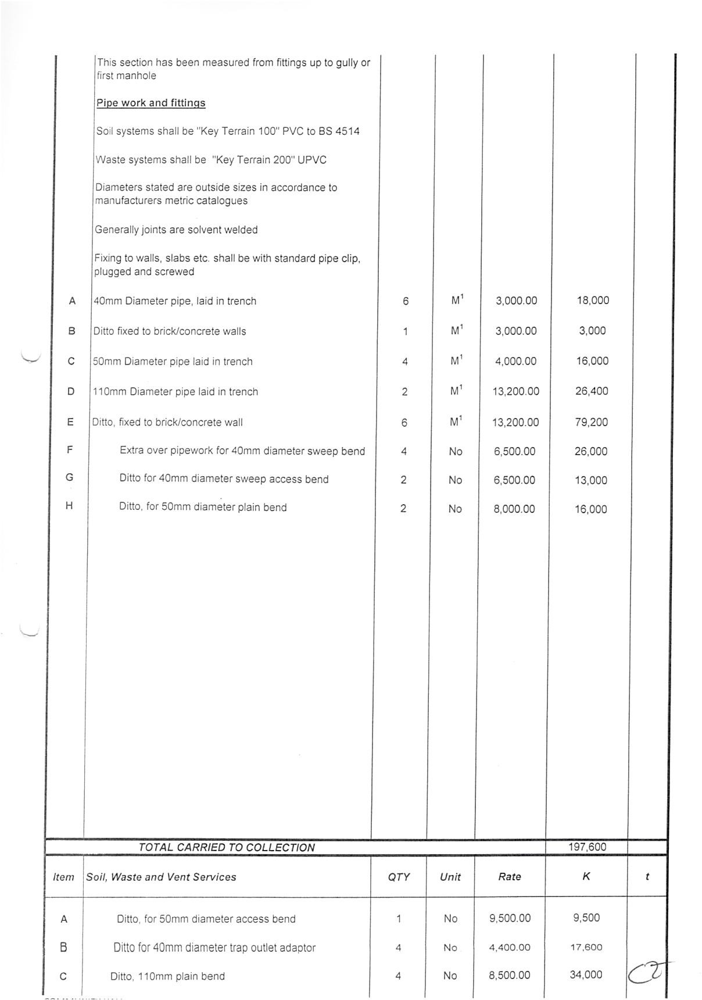 This section has been measured from fittings up to gully or
first manhole
Pipe work and fittings
Soil systems shall be "Key Terrain 100" PVC to BS 4514
Waste systems shall be "Key Terrain 200" UPVC
Diameters stated are outside sizes in accordance to
manufacturers metric catalogues
Generally joints are solvent welded
Fixing to walls, slabs etc. shall be with standard pipe clip,
plugged and screwed
A 40mm Diameter pipe, laid in trench 6 M¹ 3,000.00 18,000
B Ditto fixed to brick/concrete walls 1 M¹ 3,000.00 3,000
C 50mm Diameter pipe laid in trench 4 M¹ 4,000.00 16,000
D 110mm Diameter pipe laid in trench 2 M¹ 13,200.00 26,400
E Ditto, fixed to brick/concrete wall 6 M¹ 13,200.00 79,200
F Extra over pipework for 40mm diameter sweep bend 4 No 6,500.00 26,000
G Ditto for 40mm diameter sweep access bend 2 No 6,500.00 13,000
H Ditto, for 50mm diameter plain bend 2 No 8,000.00 16,000
TOTAL CARRIED TO COLLECTION 197,600
Item Soil, Waste and Vent Services QTY Unit Rate K t
A Ditto, for 50mm diameter access bend 1 No 9,500.00 9,500
B Ditto for 40mm diameter trap outlet adaptor 4 No 4,400.00 17,600
C Ditto, 110mm plain bend 4 No 8,500.00 34,000